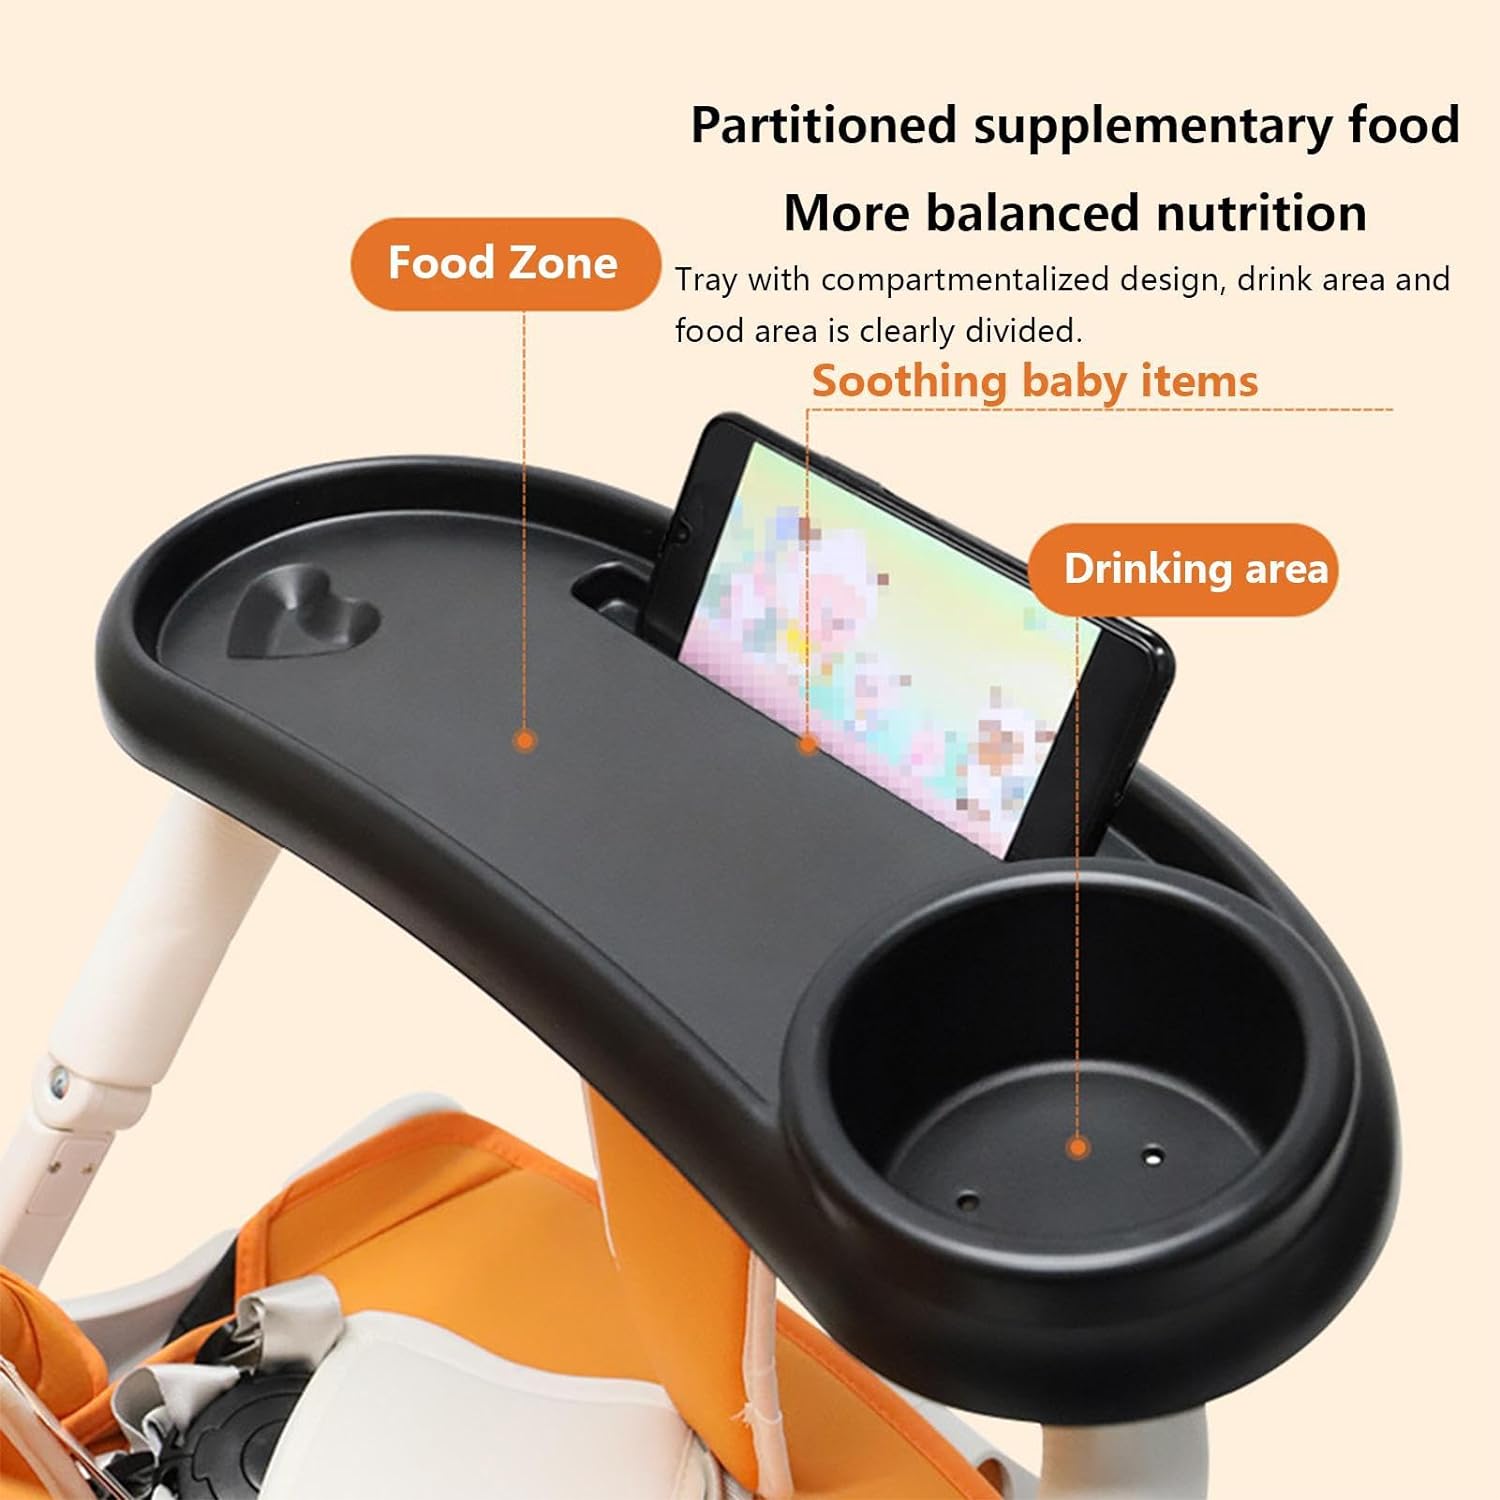 Partitioned supplementary food
More balanced nutrition
Food Zone
Tray with compartmentalized design, drink area and
food area is clearly divided.
Soothing baby items
Drinking area